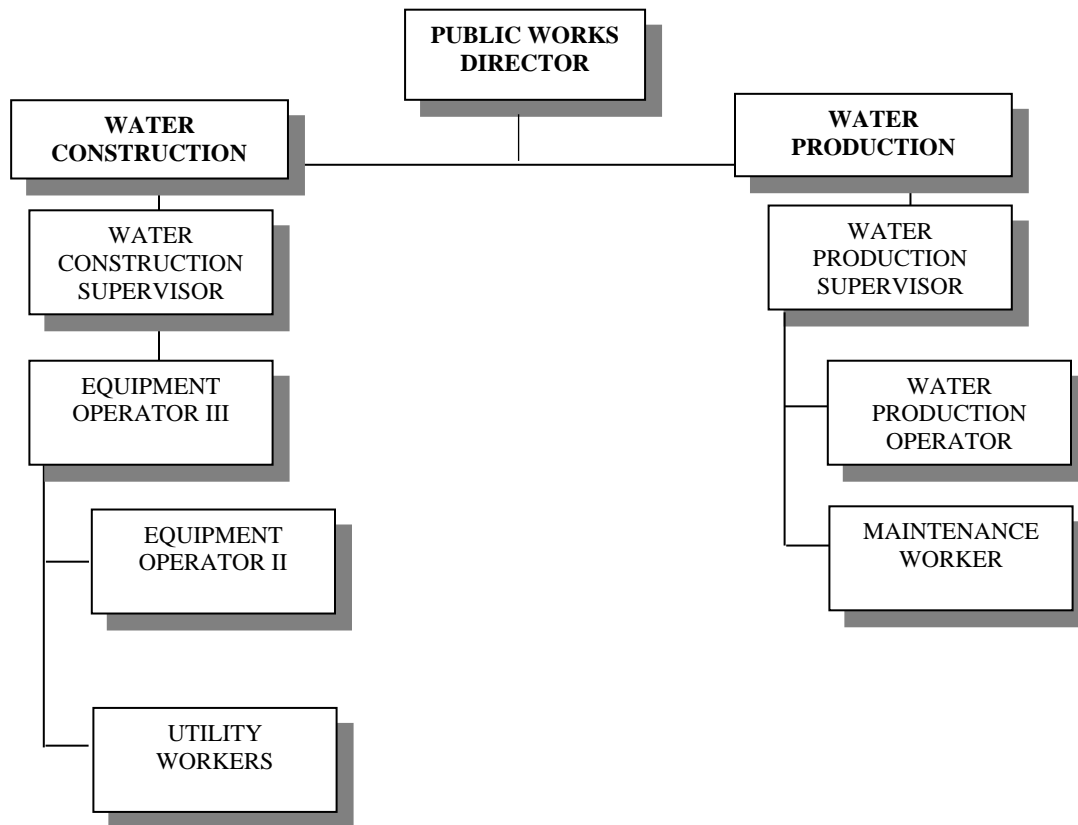 PUBLIC WORKS
DIRECTOR
WATER
CONSTRUCTION
WATER
PRODUCTION
WATER
CONSTRUCTION
SUPERVISOR
WATER
PRODUCTION
SUPERVISOR
EQUIPMENT
OPERATOR III
WATER
PRODUCTION
OPERATOR
EQUIPMENT
OPERATOR II
MAINTENANCE
WORKER
UTILITY
WORKERS